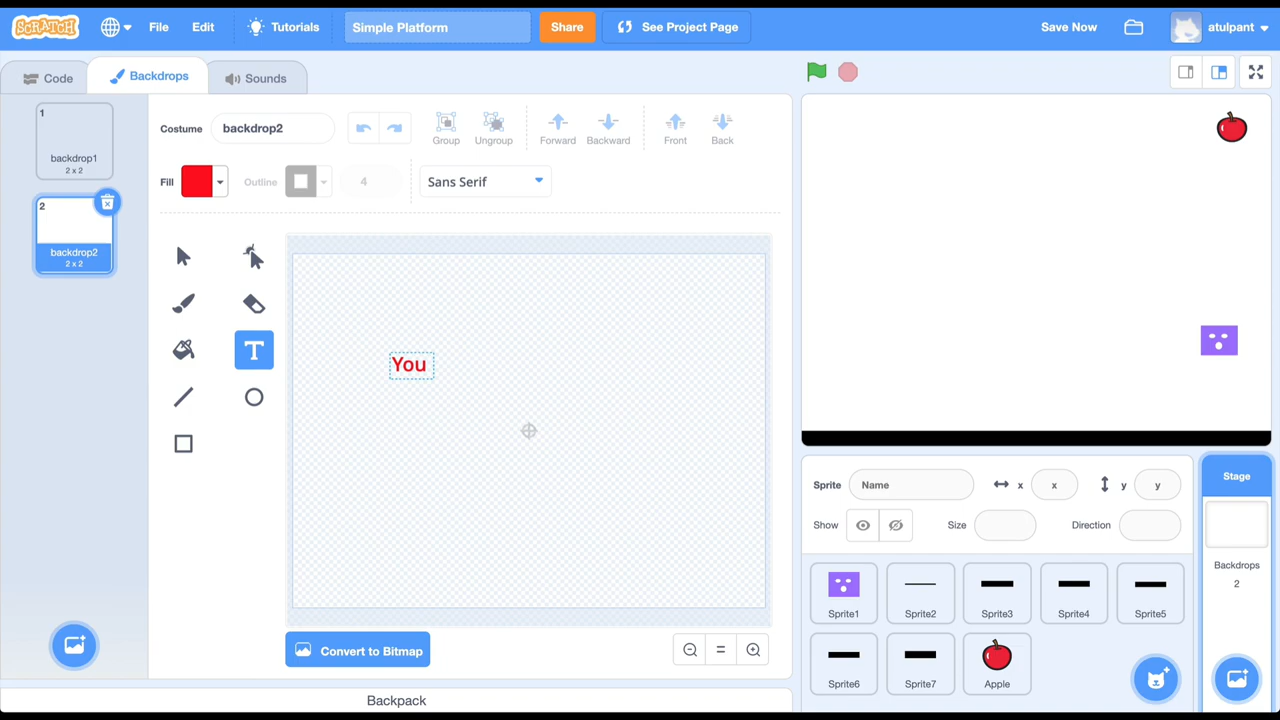 SCRATCH File Edit Tutorials Simple Platform Share See Project Page Save Now atulpant
Code Backdrops Sounds
1
backdrop1
2 x 2
2
backdrop2
2 x 2
Costume backdrop2 Group Ungroup Forward Backward Front Back
Fill Outline 4 Sans Serif
T
You
Convert to Bitmap
Backpack
Sprite Name x x y y
Show Size Direction
Sprite1 Sprite2 Sprite3 Sprite4 Sprite5
Sprite6 Sprite7 Apple
Stage
Backdrops
2